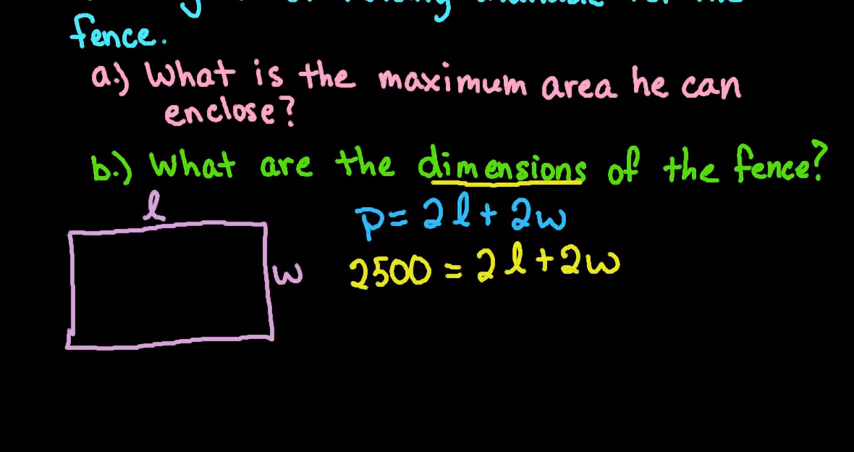 fence.
a.) What is the maximum area he can
enclose?
b.) What are the dimensions of the fence?
l
P = 2l + 2w
w
2500 = 2l + 2w